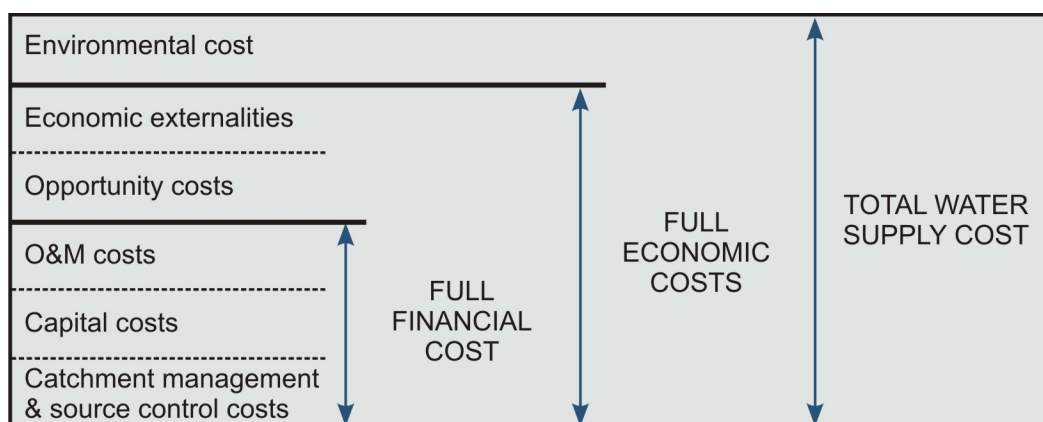 Environmental cost
Economic externalities
Opportunity costs
O&M costs
Capital costs
Catchment management
& source control costs
FULL
FINANCIAL
COST
FULL
ECONOMIC
COSTS
TOTAL WATER
SUPPLY COST